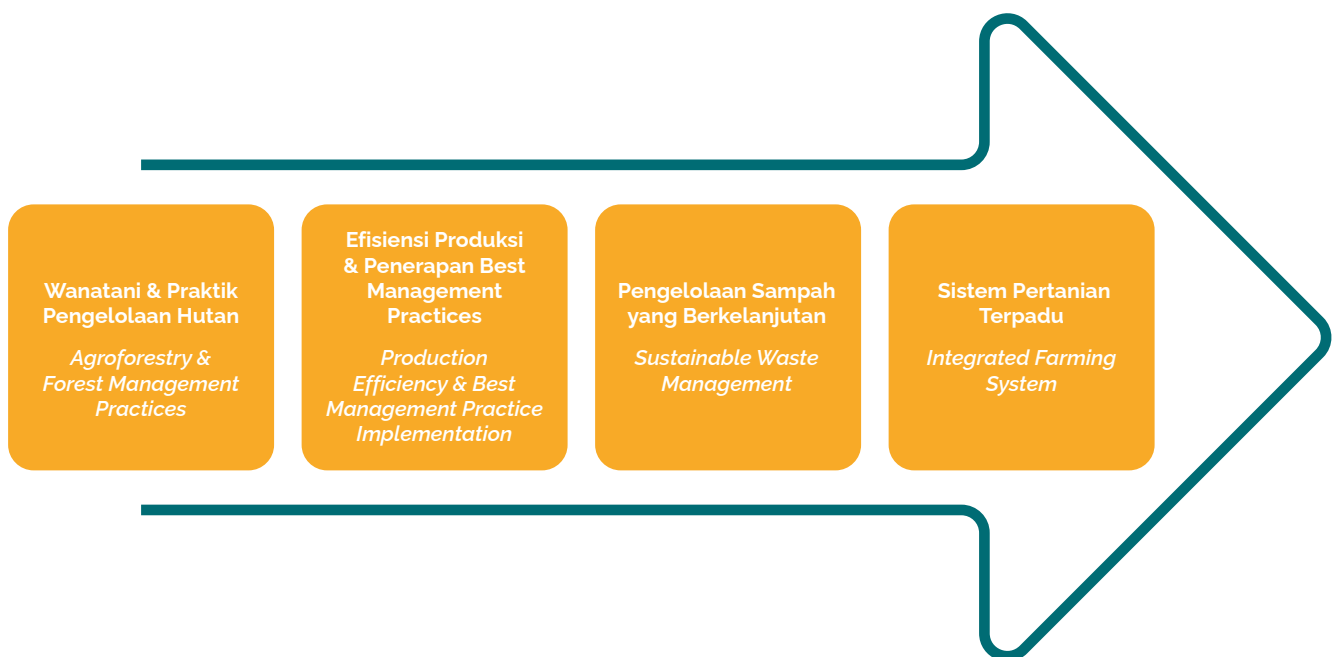 Wanatani & Praktik
Pengelolaan Hutan
Agroforestry &
Forest Management
Practices
Efisiensi Produksi
& Penerapan Best
Management
Practices
Production
Efficiency & Best
Management Practice
Implementation
Pengelolaan Sampah
yang Berkelanjutan
Sustainable Waste
Management
Sistem Pertanian
Terpadu
Integrated Farming
System